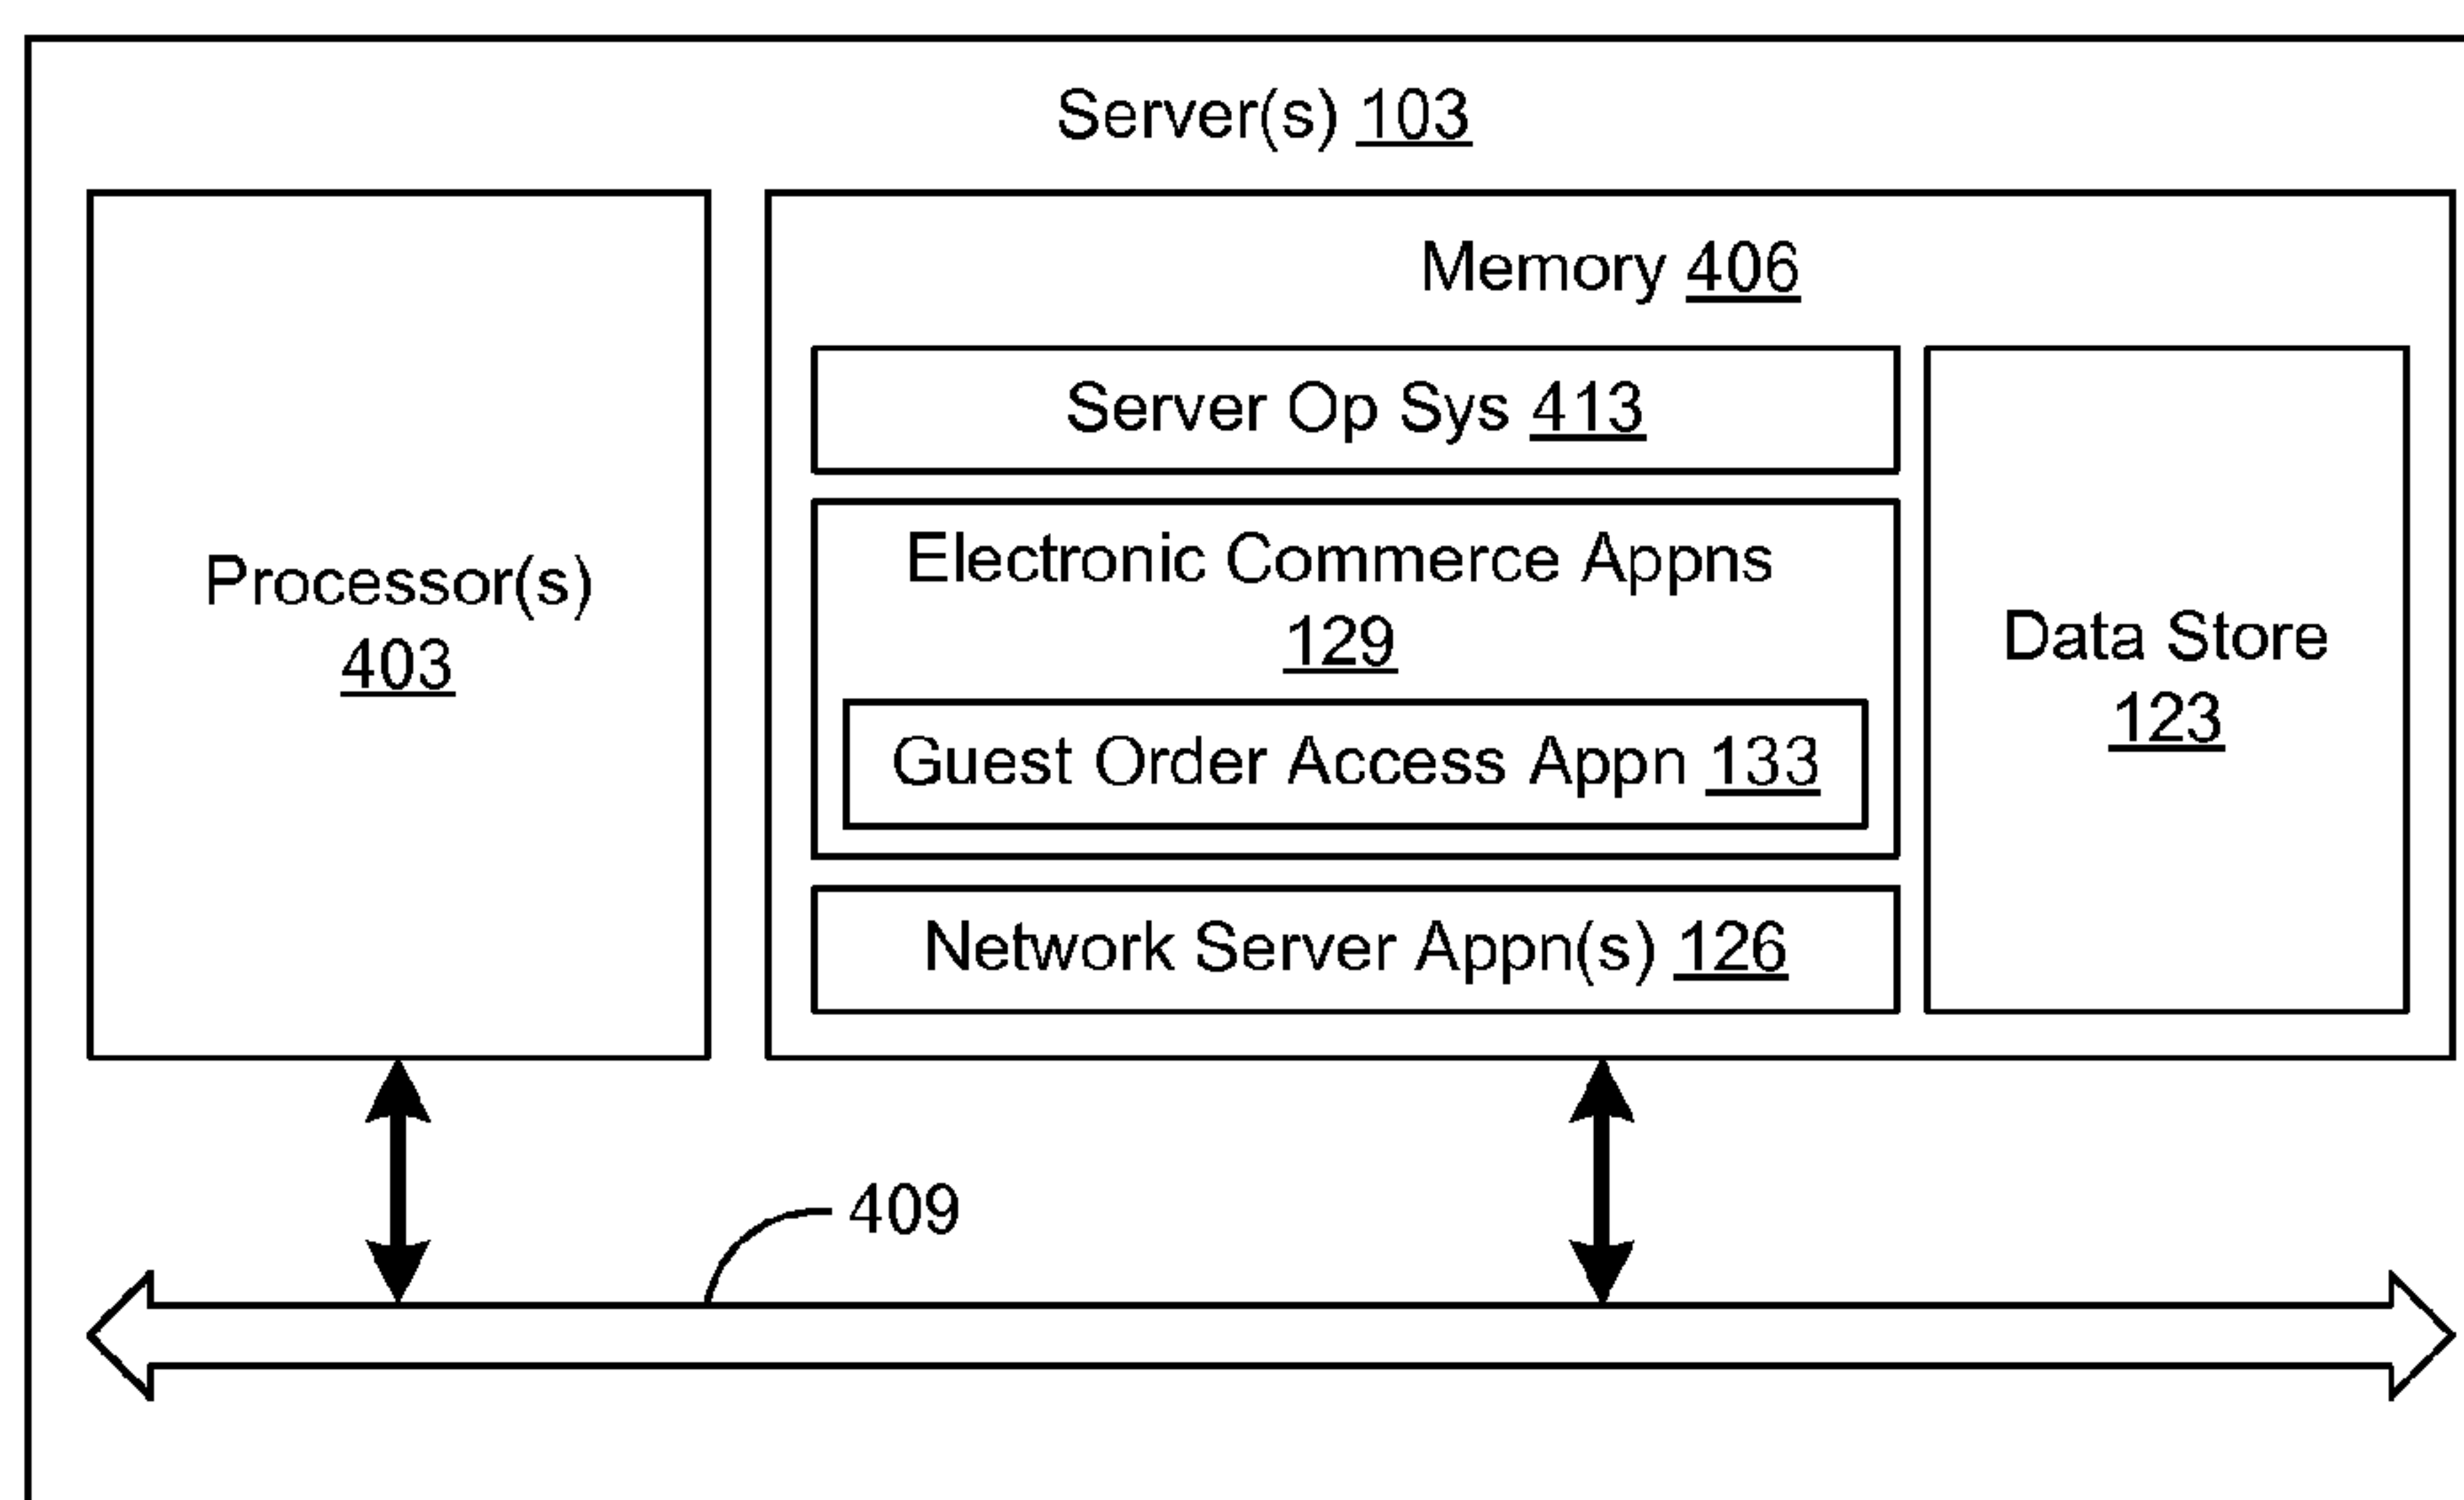 Server(s) 103
Memory 406
Processor(s)
403
Server Op Sys 413
Electronic Commerce Appns
129
Guest Order Access Appn 133
Network Server Appn(s) 126
Data Store
123
409